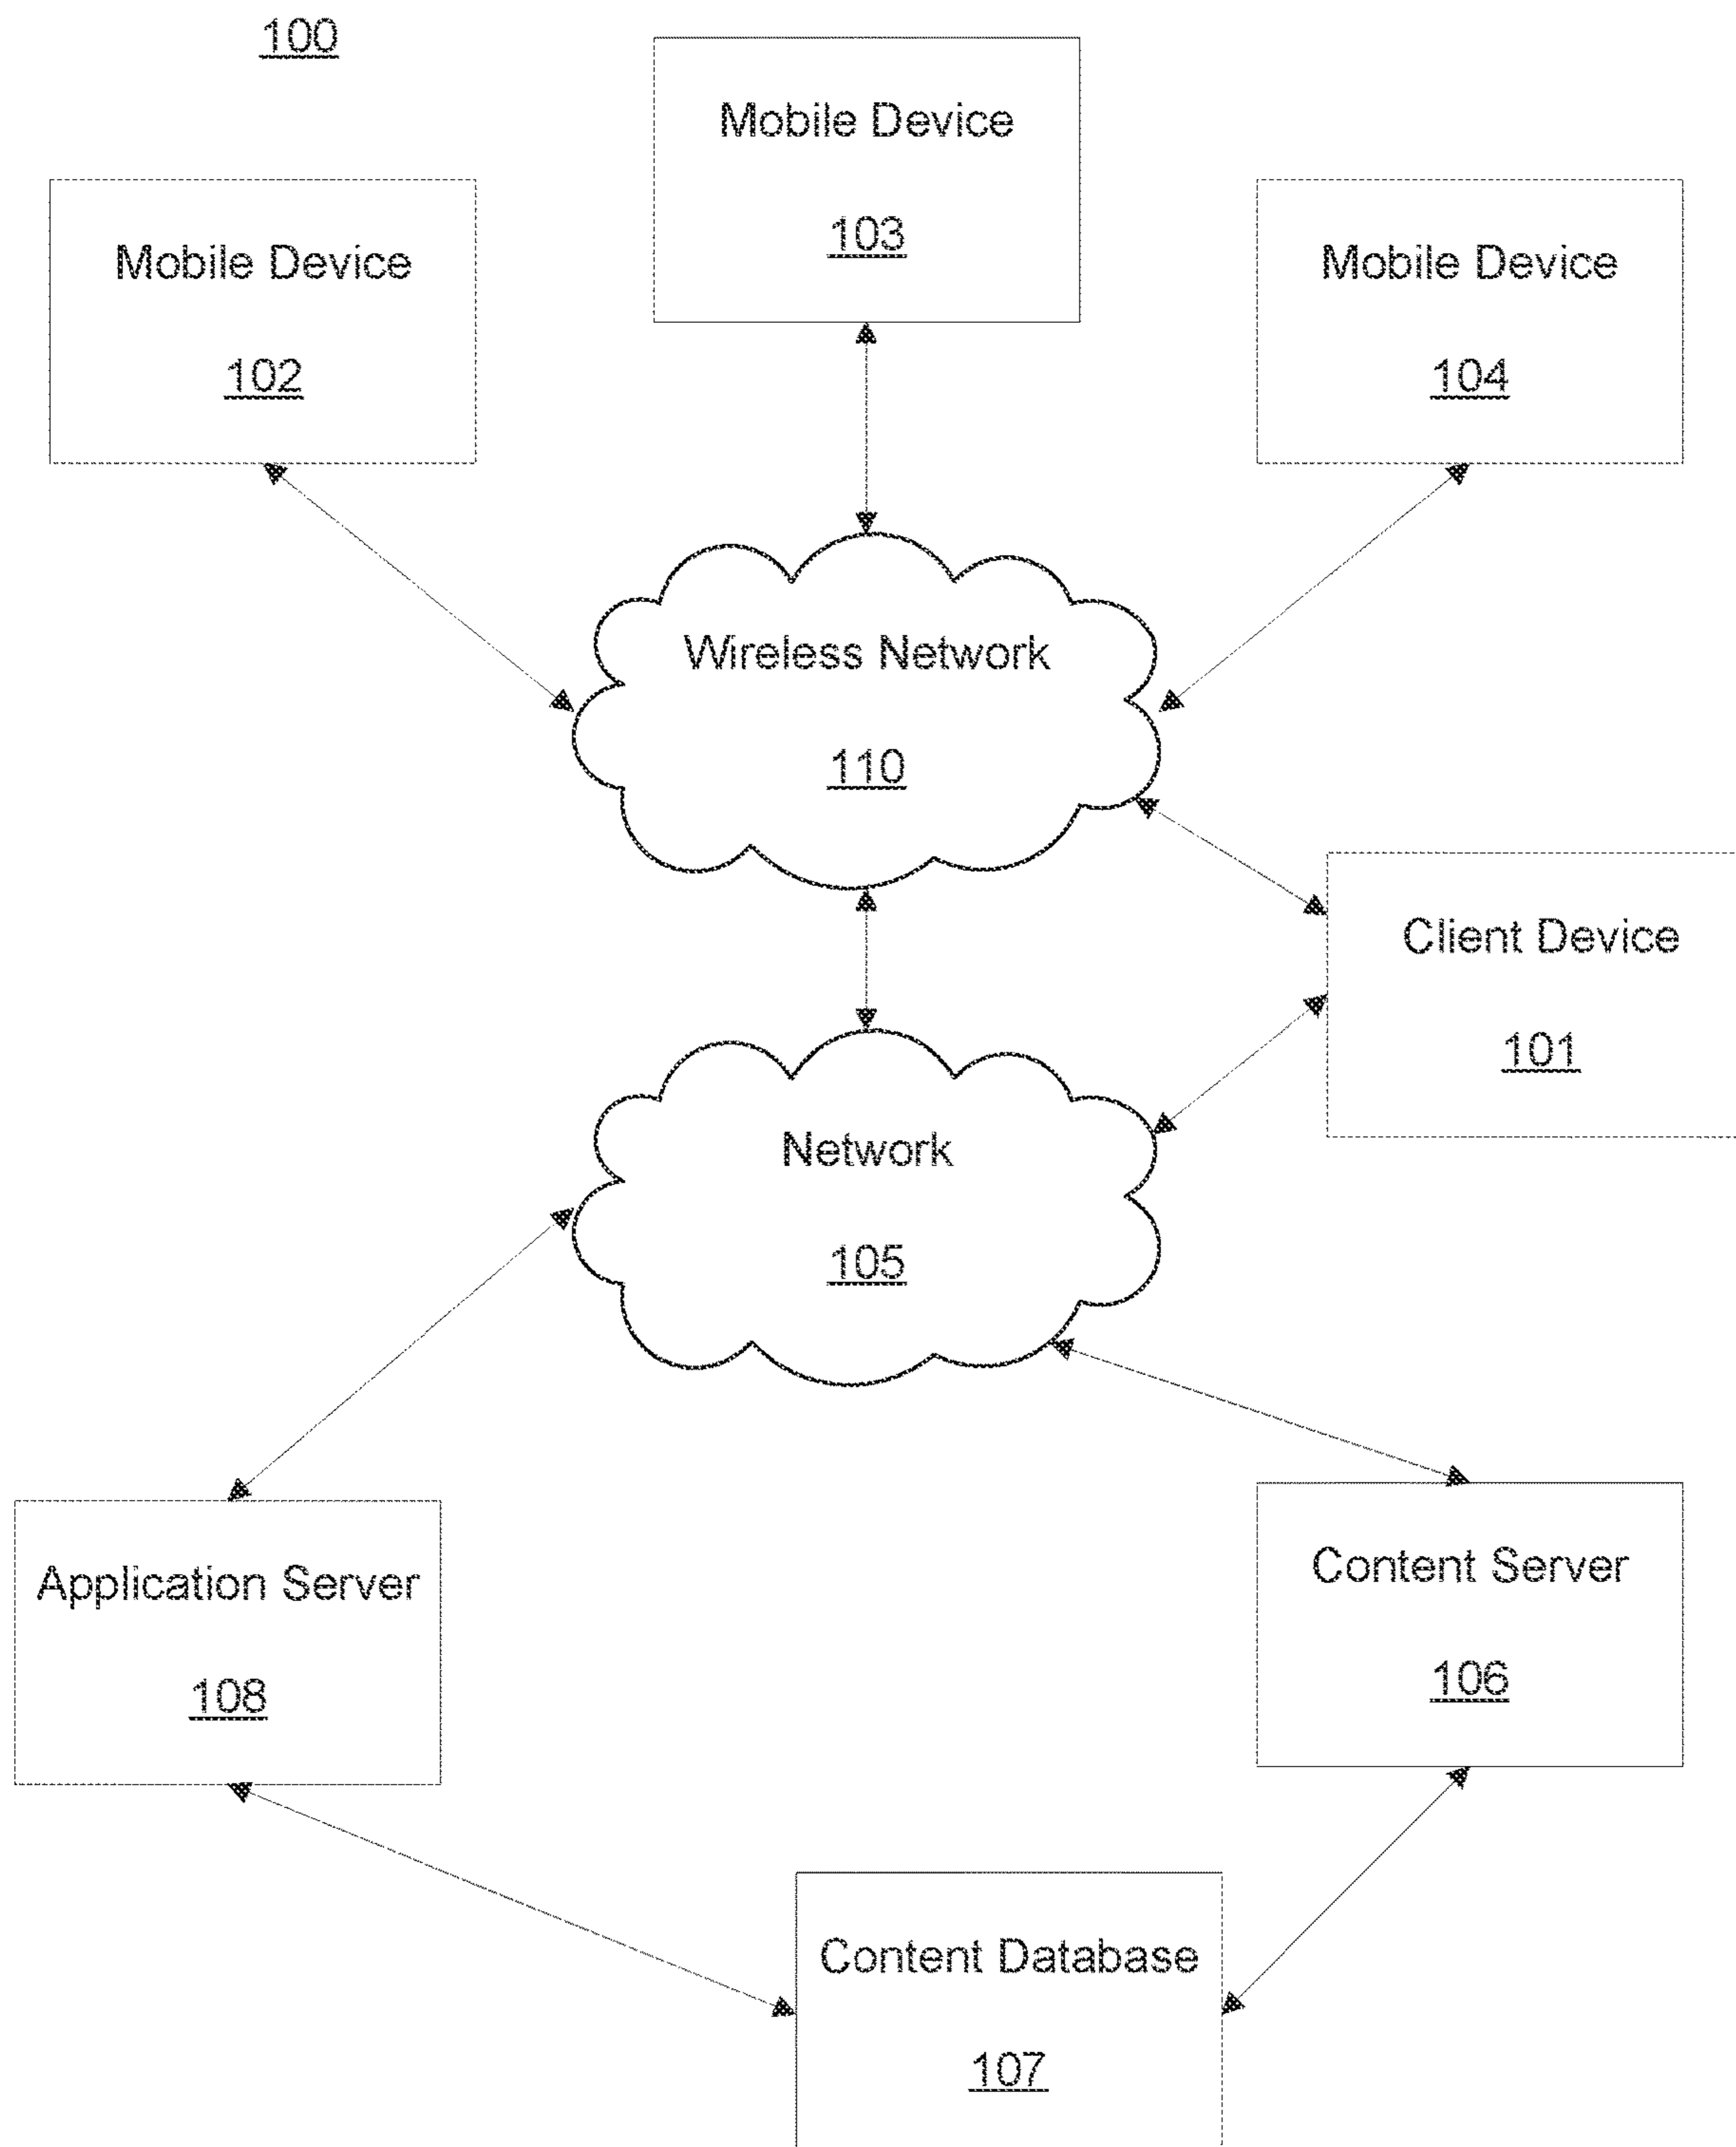 100
Mobile Device
103
Mobile Device
102
Mobile Device
104
Wireless Network
110
Client Device
101
Network
105
Application Server
108
Content Server
106
Content Database
107